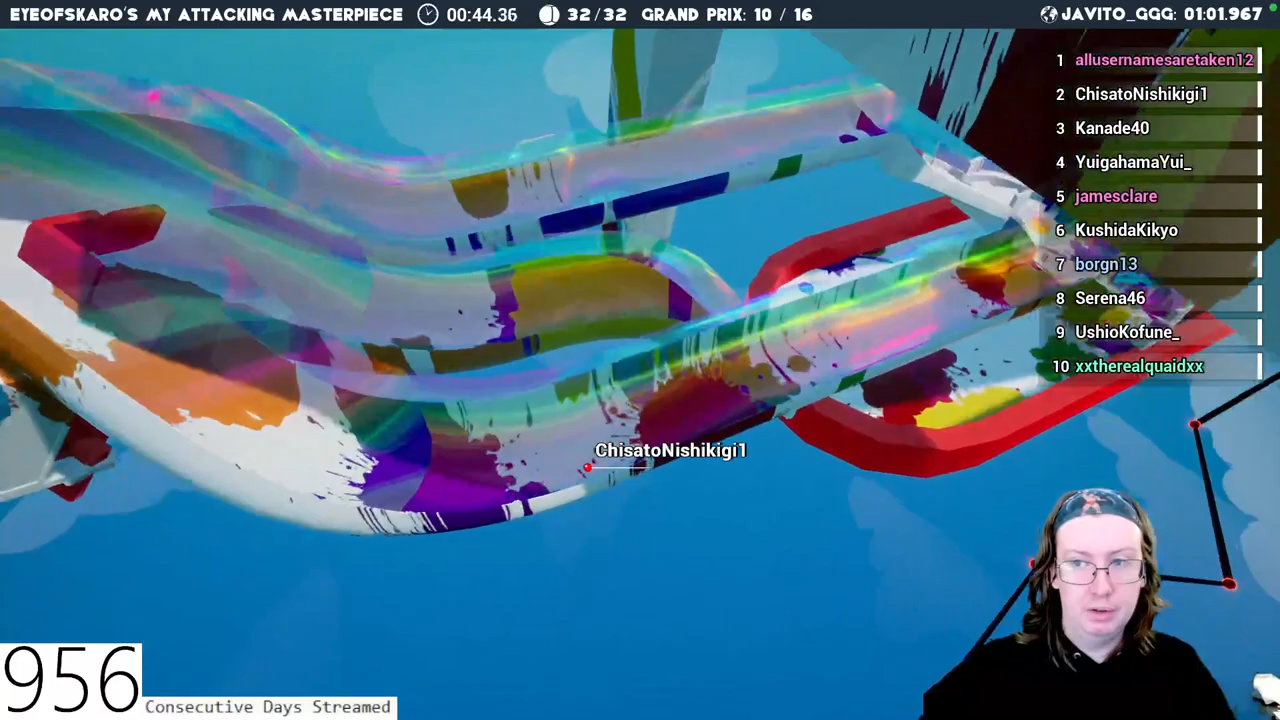 EYEOFSKARO'S MY ATTACKING MASTERPIECE 00:44.36 32/32 GRAND PRIX: 10 / 16 JAVITO_GGG: 01:01.967
1 allusernamesaretaken12
2 ChisatoNishikigi1
3 Kanade40
4 YuigahamaYui_
5 jamesclare
6 KushidaKikyo
7 borgn13
8 Serena46
9 UshioKofune_
10 xxtherealquaidxx
ChisatoNishikigi1
956 Consecutive Days Streamed